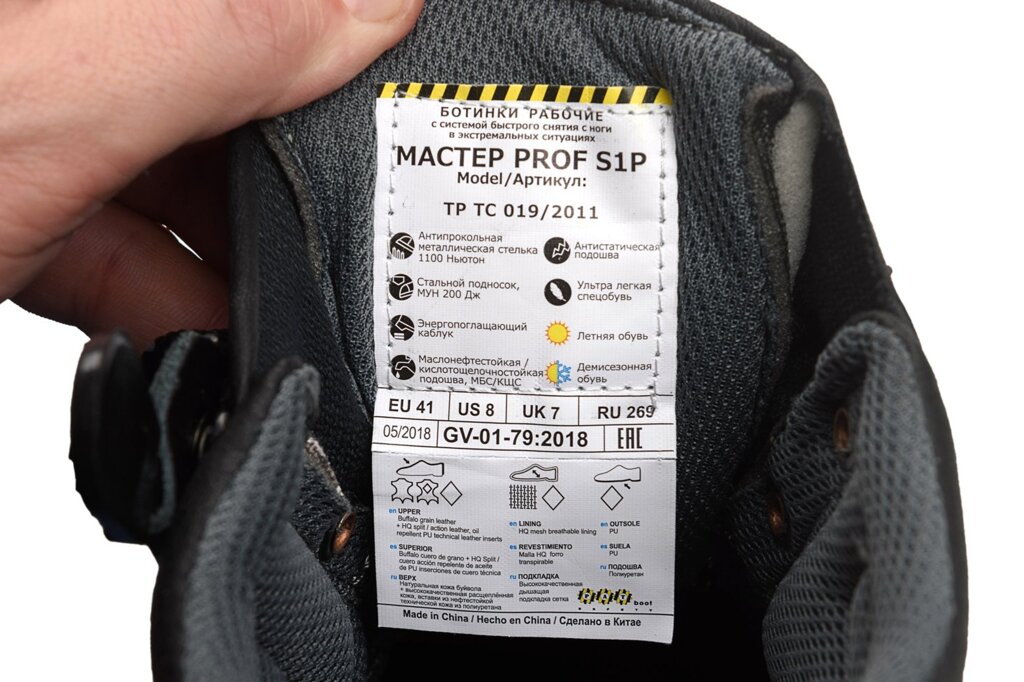 БОТИНКИ РАБОЧИЕ
с системой быстрого снятия с ноги
в экстремальных ситуациях
МАСТЕР PROF S1P
Model/Артикул:
ТР ТС 019/2011
Антипрокольная
металлическая стелька
1100 Ньютон
Антистатическая
подошва
Стальной подносок,
МУН 200 Дж
Ультра легкая
спецобувь
Энергопоглащающий
каблук
Летняя обувь
Маслонефтестойкая /
кислотощелочностойкая
подошва, МБС/КЩС
Демисезонная
обувь
EU 41 US 8 UK 7 RU 269
05/2018 GV-01-79:2018 EAC
en UPPER
Buffalo grain leather
+ HQ split / action leather, oil
repellent PU technical leather inserts
en LINING
HQ mesh breathable lining
en OUTSOLE
PU
es SUPERIOR
Buffalo cuero de grano + HQ Split /
cuero acción repelente de aceite
de PU inserciones de cuero técnica
es REVESTIMIENTO
Malla HQ forro
transpirable
es SUELA
PU
ru ВЕРХ
Натуральная кожа буйвола
+ высококачественная расщеплённая
кожа, вставки из нефтестойкой
технической кожа из полиуретана
ru ПОДКЛАДКА
Высококачественная
дышащая
подкладка сетка
ru ПОДОШВА
Полиуретан
boot
Made in China / Hecho en China / Сделано в Китае